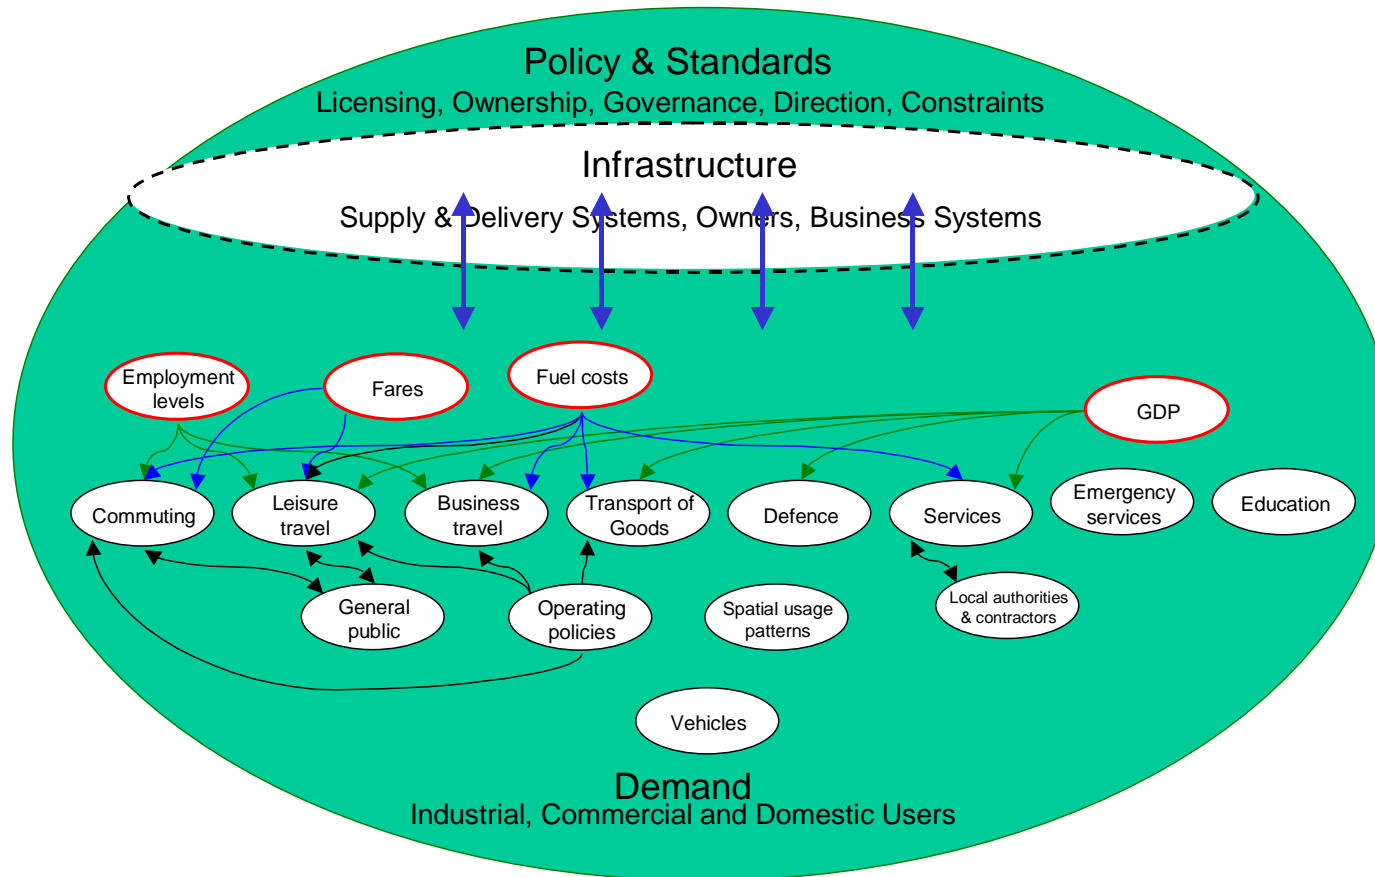 Policy & Standards
Licensing, Ownership, Governance, Direction, Constraints
Infrastructure
Supply & Delivery Systems, Owners, Business Systems
Employment
levels
Fares
Fuel costs
GDP
Commuting
Leisure
travel
Business
travel
Transport of
Goods
Defence
Services
Emergency
services
Education
General
public
Operating
policies
Spatial usage
patterns
Local authorities
& contractors
Vehicles
Demand
Industrial, Commercial and Domestic Users